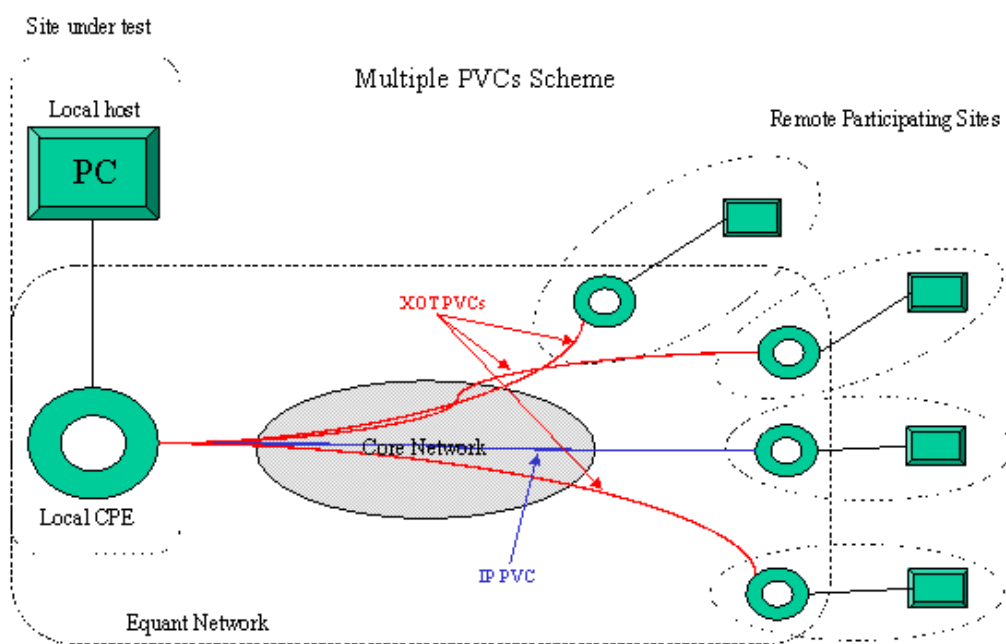 Site under test
Multiple PVCs Scheme
Local host
Remote Participating Sites
PC
XOT PVCs
Core Network
Local CPE
IP PVC
Equant Network